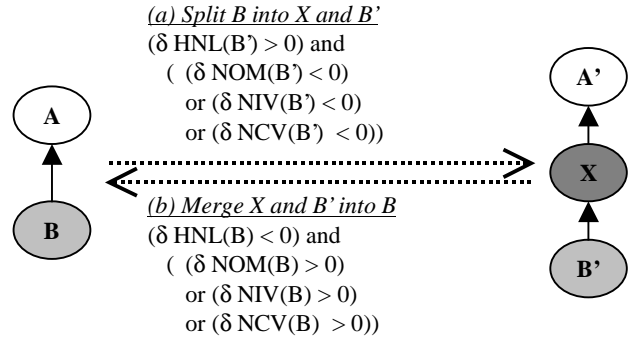 (a) Split B into X and B’
(δ HNL(B’) > 0) and
( (δ NOM(B’) < 0)
or (δ NIV(B’) < 0)
or (δ NCV(B’) < 0))
A
B
A’
X
B’
(b) Merge X and B’ into B
(δ HNL(B) < 0) and
( (δ NOM(B) > 0)
or (δ NIV(B) > 0)
or (δ NCV(B) > 0))